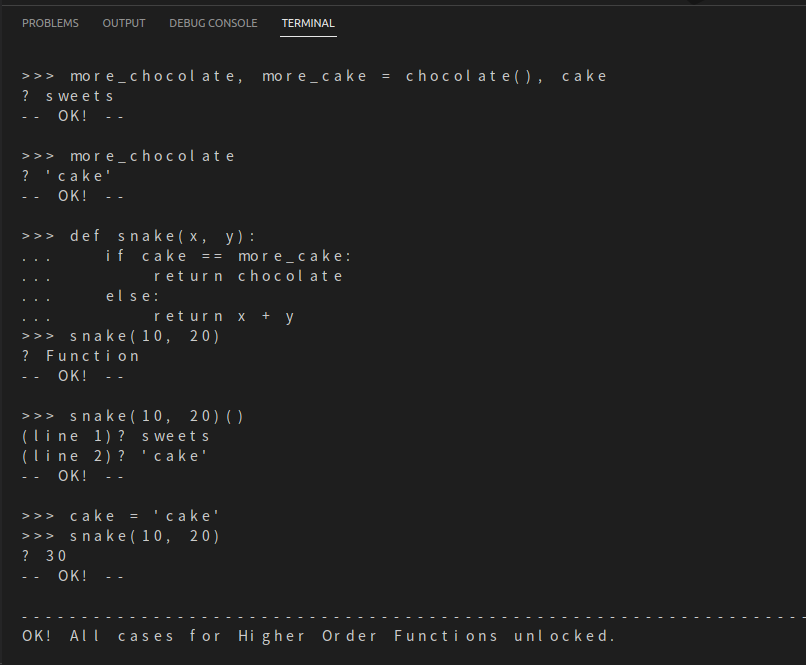 PROBLEMS OUTPUT DEBUG CONSOLE TERMINAL
>>> more_chocolate, more_cake = chocolate(), cake
? sweets
-- OK! --
>>> more_chocolate
? 'cake'
-- OK! --
>>> def snake(x, y):
...     if cake == more_cake:
...         return chocolate
...     else:
...         return x + y
>>> snake(10, 20)
? Function
-- OK! --
>>> snake(10, 20)()
(line 1)? sweets
(line 2)? 'cake'
-- OK! --
>>> cake = 'cake'
>>> snake(10, 20)
? 30
-- OK! --
------------------------------------------------------------------
OK! All cases for Higher Order Functions unlocked.